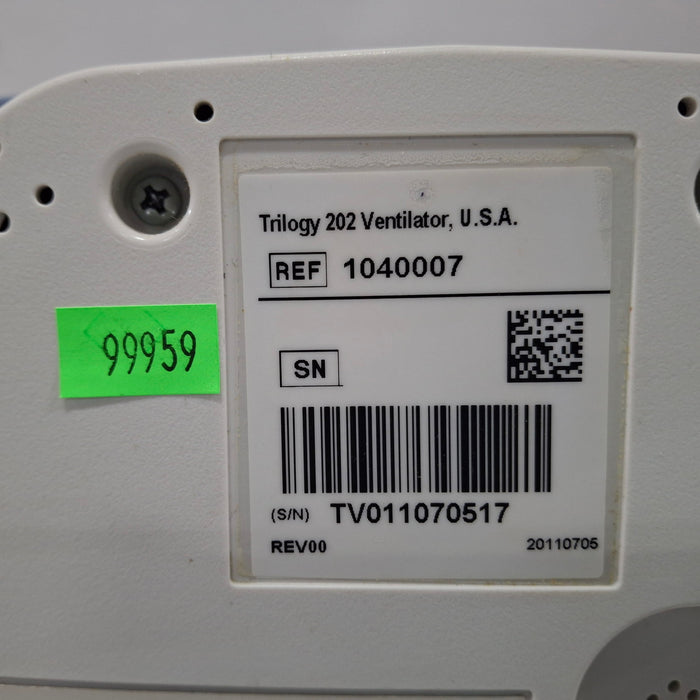 Trilogy 202 Ventilator, U.S.A.
REF 1040007
99959
SN
(S/N) TV011070517
REV00 20110705